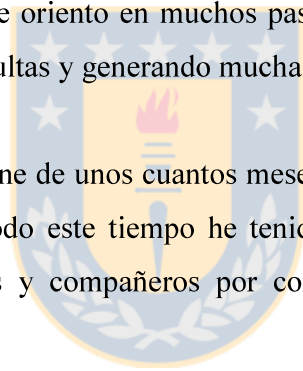 e oriento en muchos pas
ultas y generando mucha
ne de unos cuantos mese
odo este tiempo he tenid
s y compañeros por co